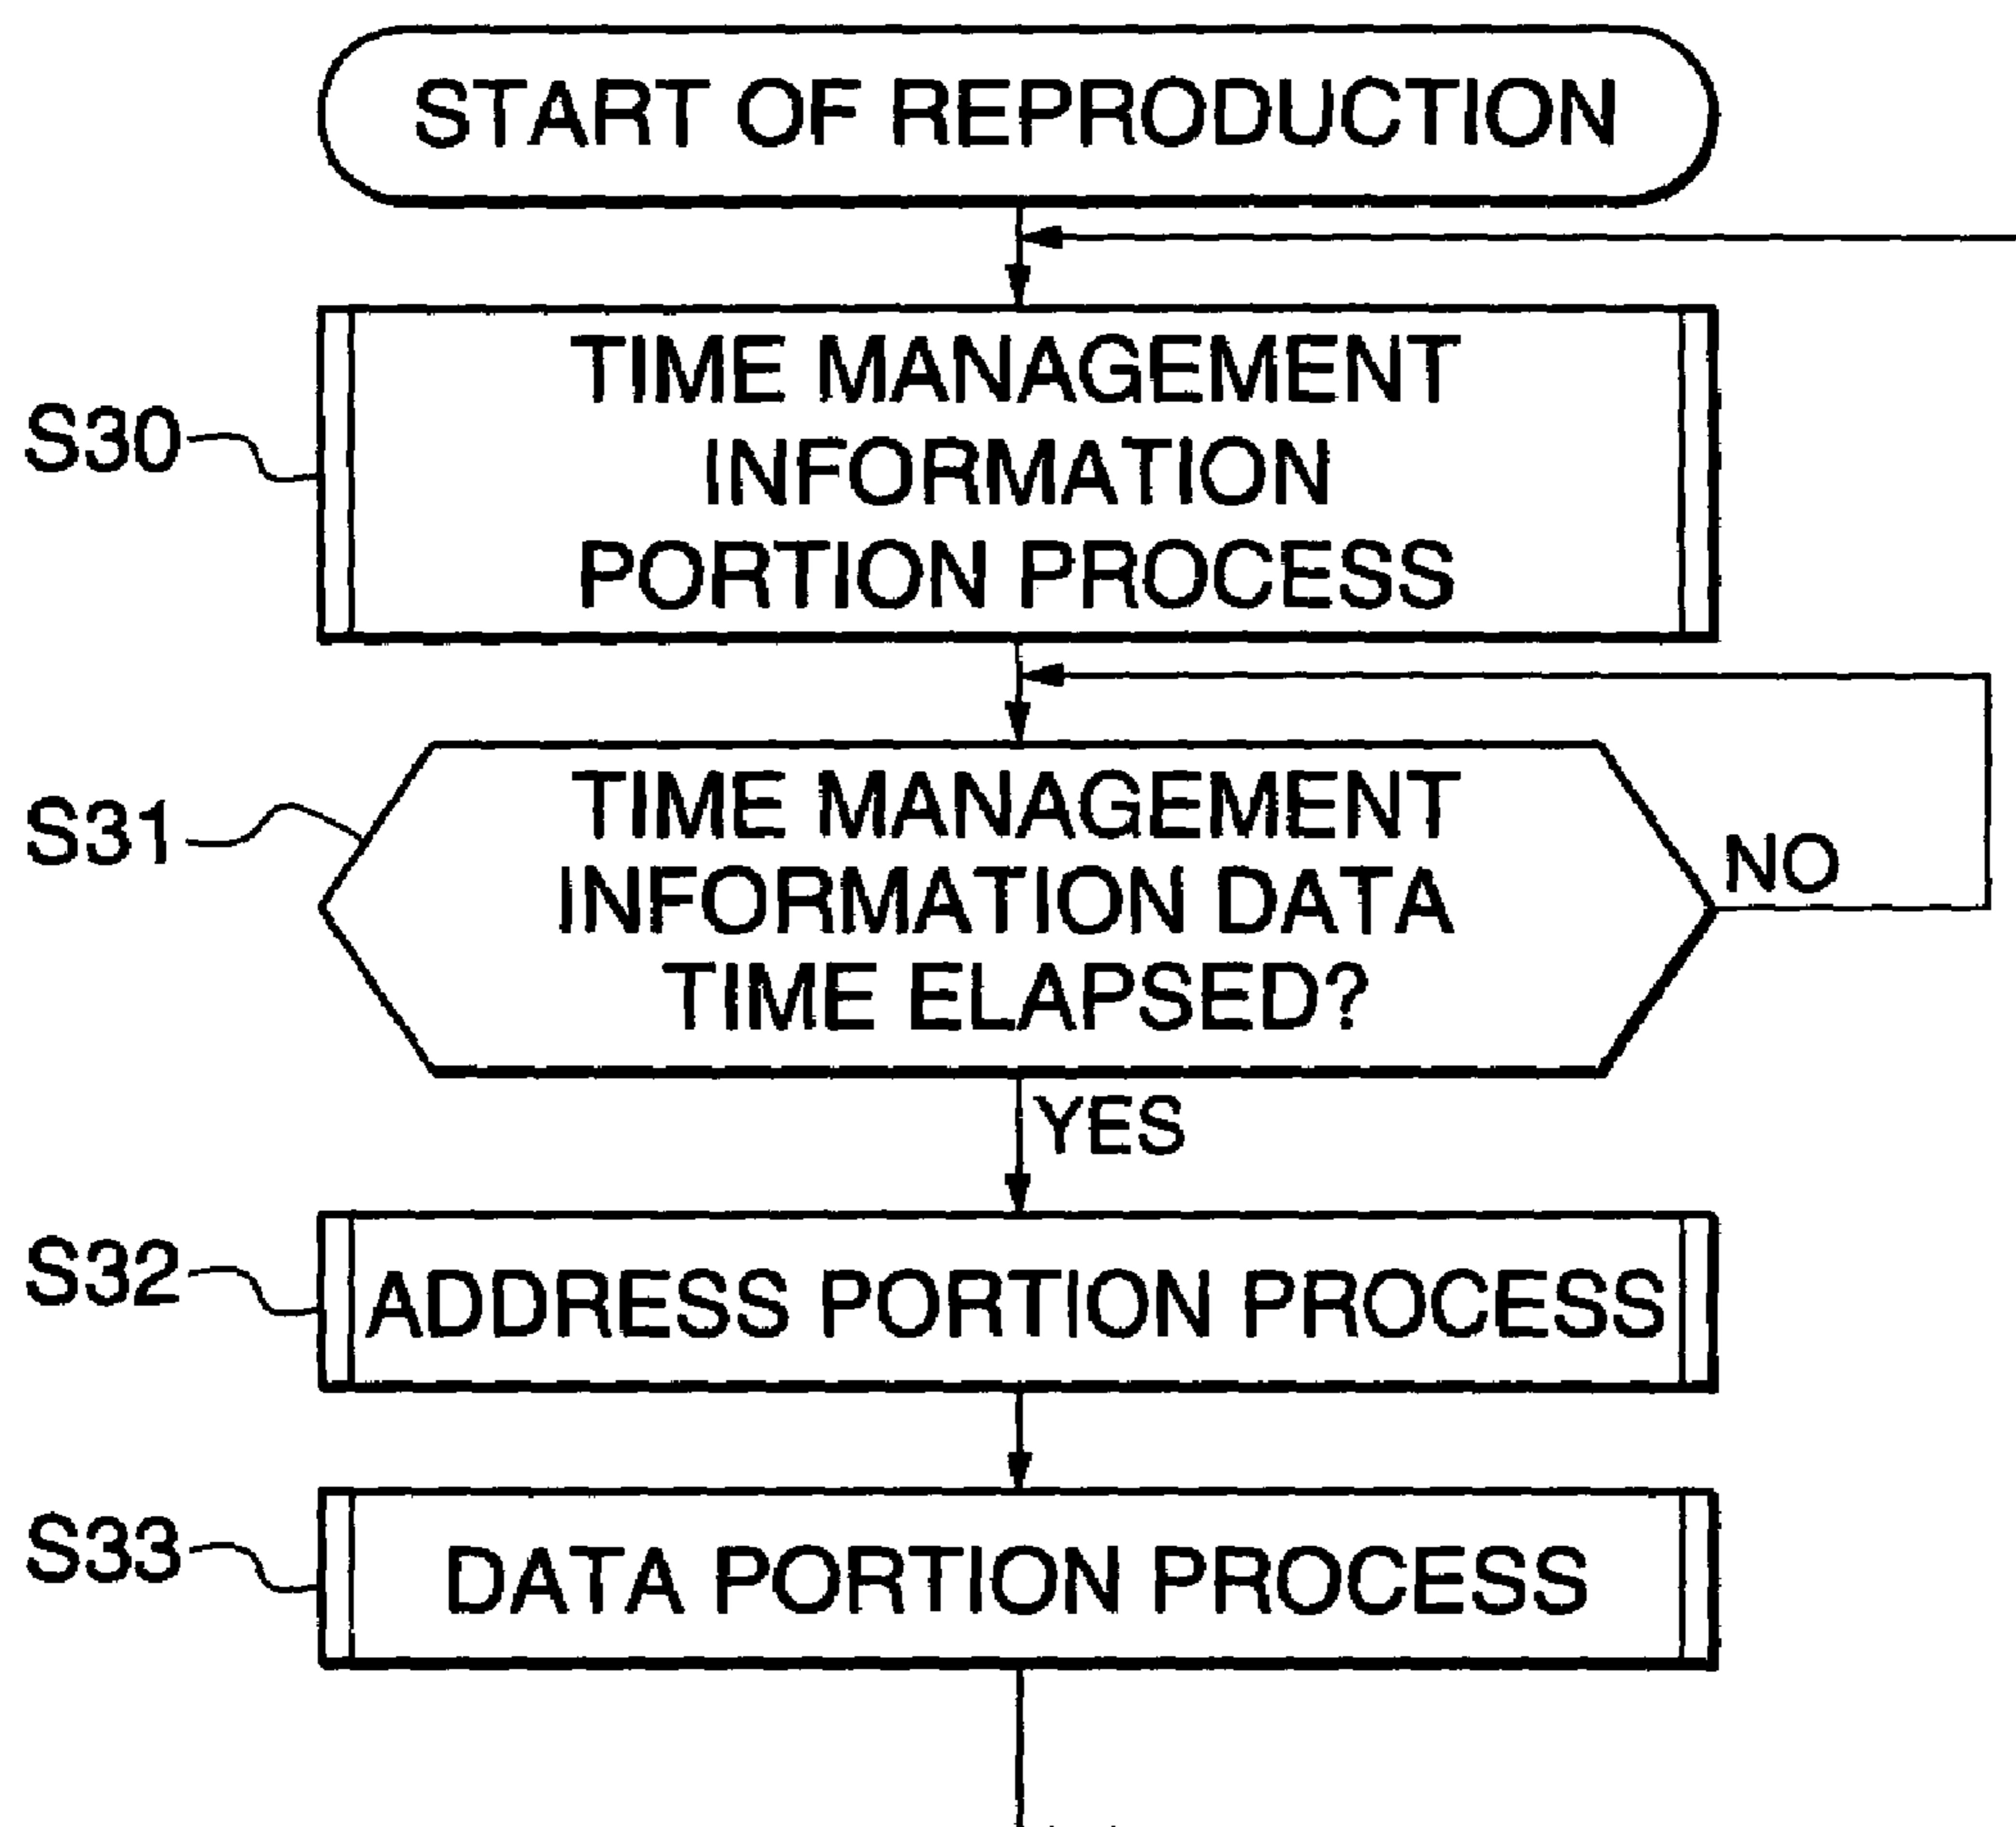 START OF REPRODUCTION
S30
TIME MANAGEMENT
INFORMATION
PORTION PROCESS
S31
TIME MANAGEMENT
INFORMATION DATA
TIME ELAPSED?
NO
YES
S32
ADDRESS PORTION PROCESS
S33
DATA PORTION PROCESS